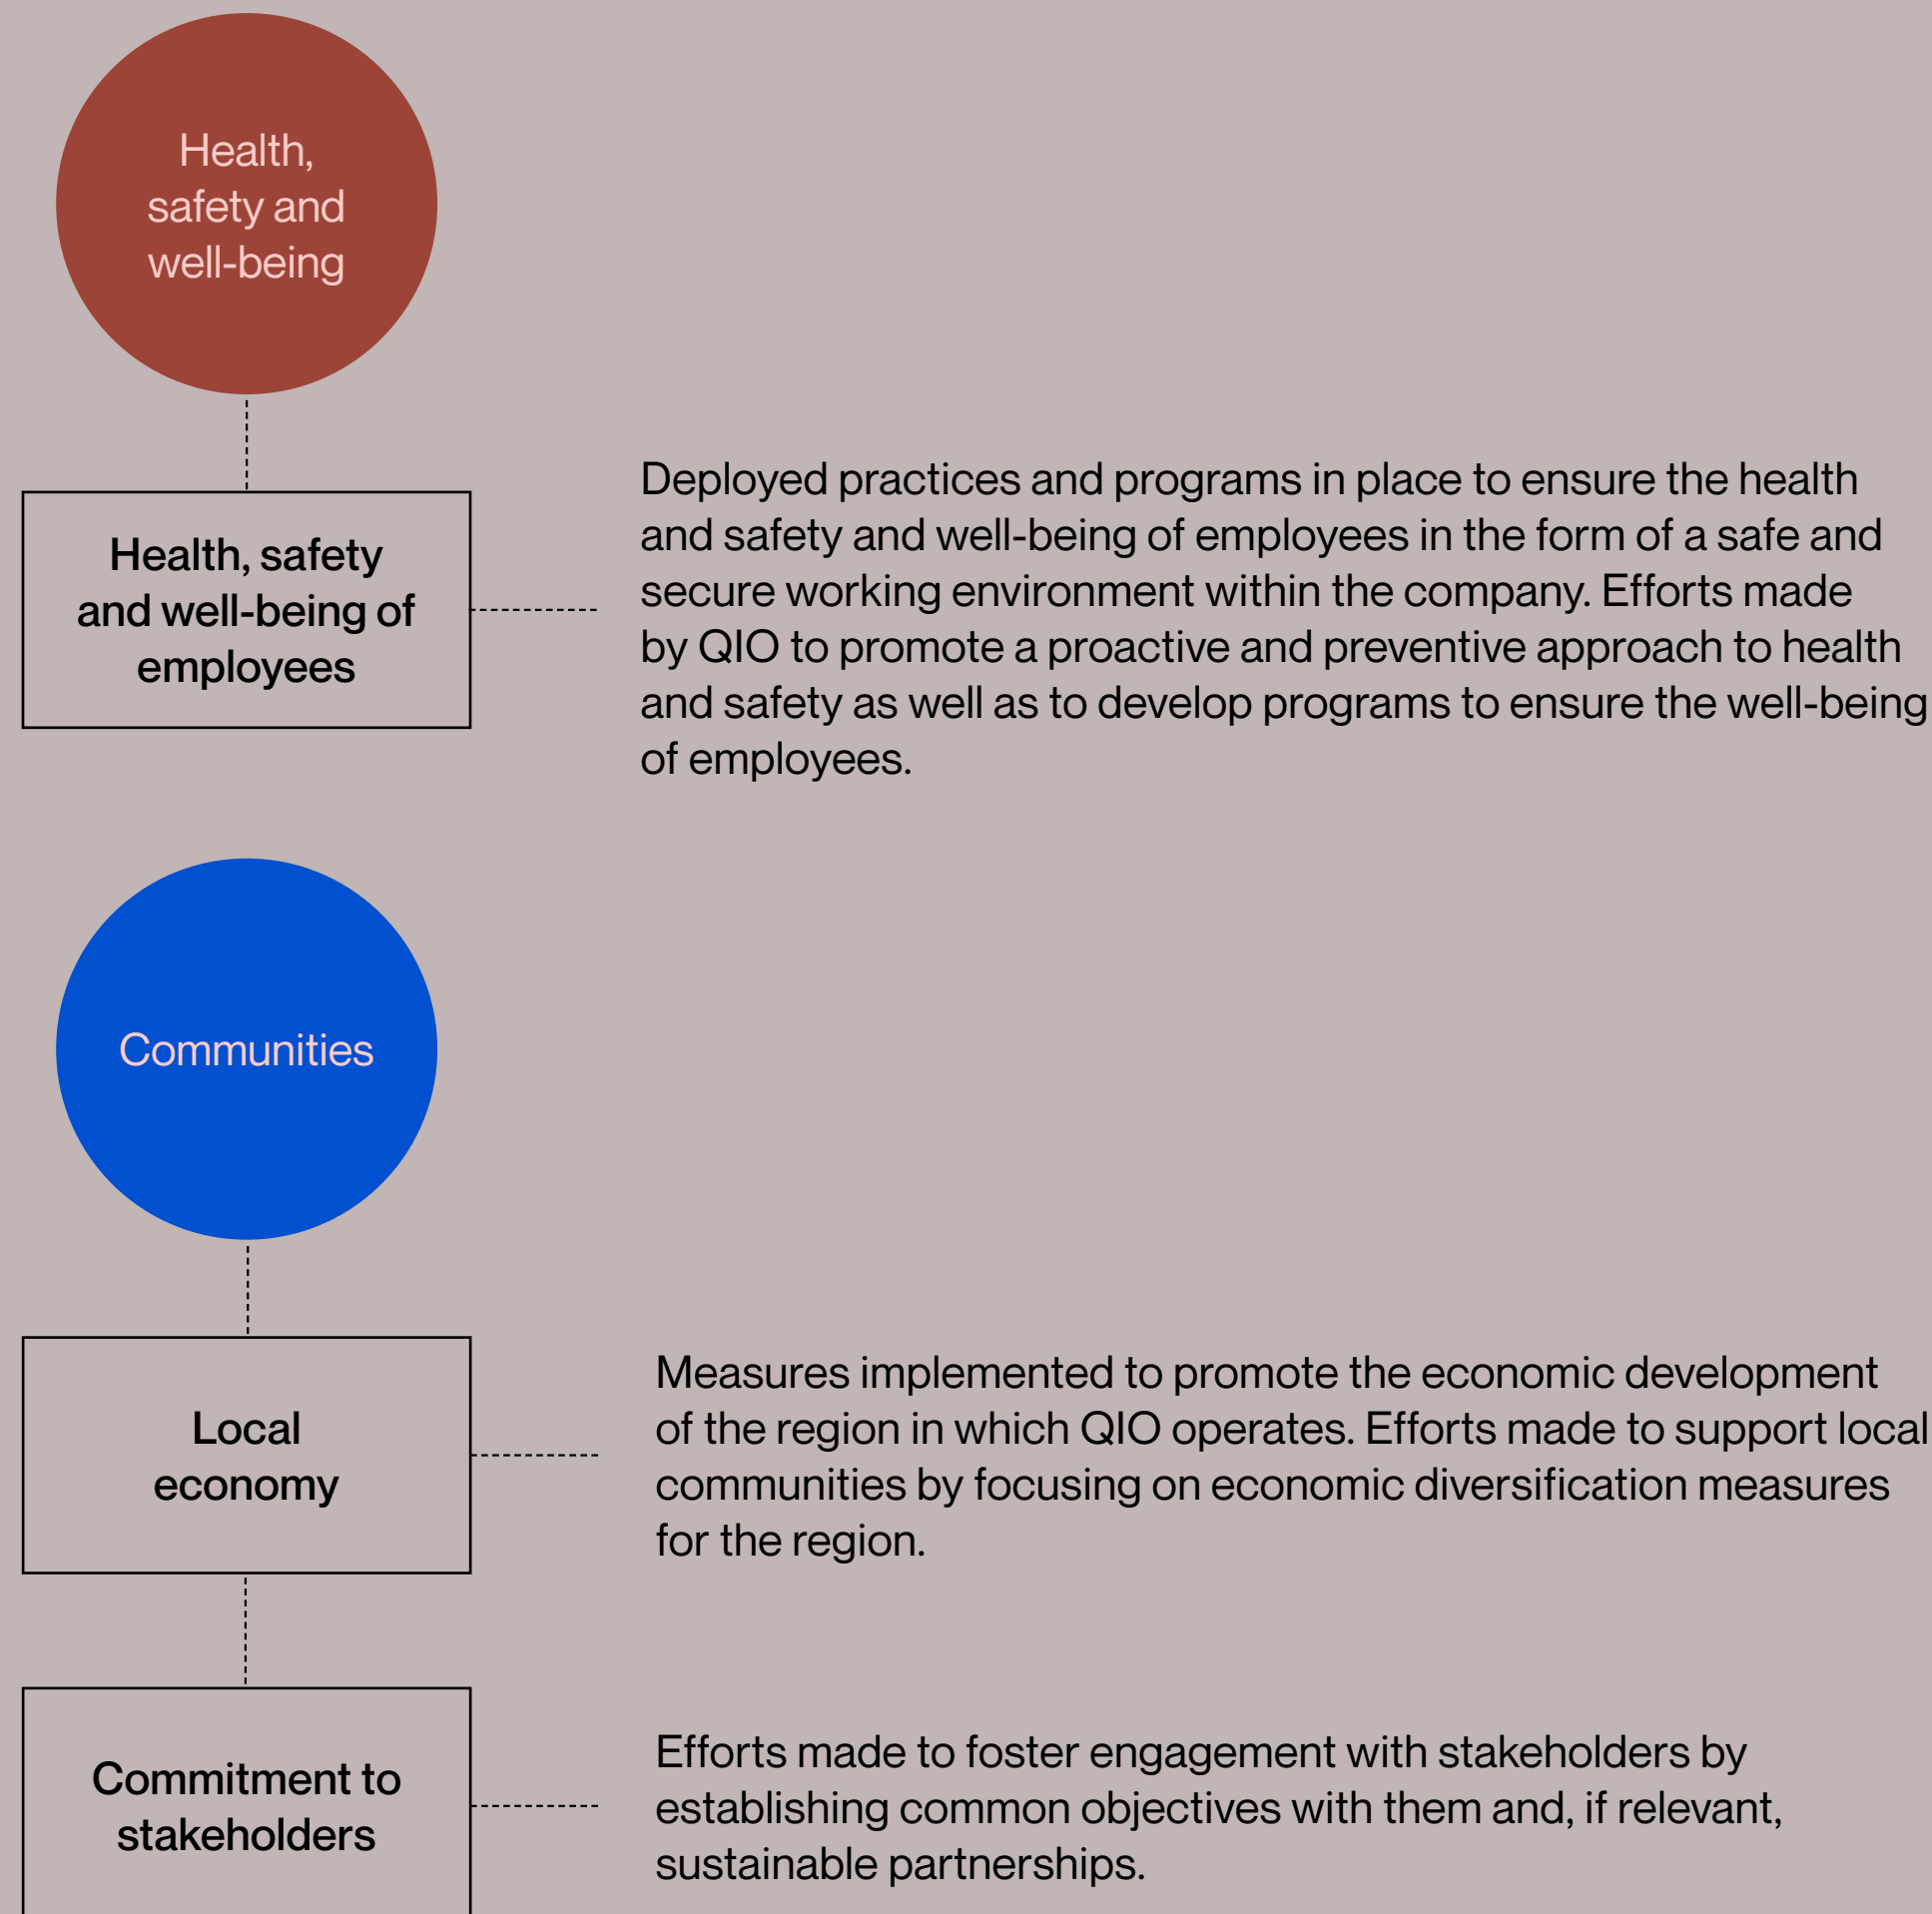 Health,
safety and
well-being
Health, safety
and well-being of
employees
Deployed practices and programs in place to ensure the health
and safety and well-being of employees in the form of a safe and
secure working environment within the company. Efforts made
by QIO to promote a proactive and preventive approach to health
and safety as well as to develop programs to ensure the well-being
of employees.
Communities
Local
economy
Measures implemented to promote the economic development
of the region in which QIO operates. Efforts made to support local
communities by focusing on economic diversification measures
for the region.
Commitment to
stakeholders
Efforts made to foster engagement with stakeholders by
establishing common objectives with them and, if relevant,
sustainable partnerships.